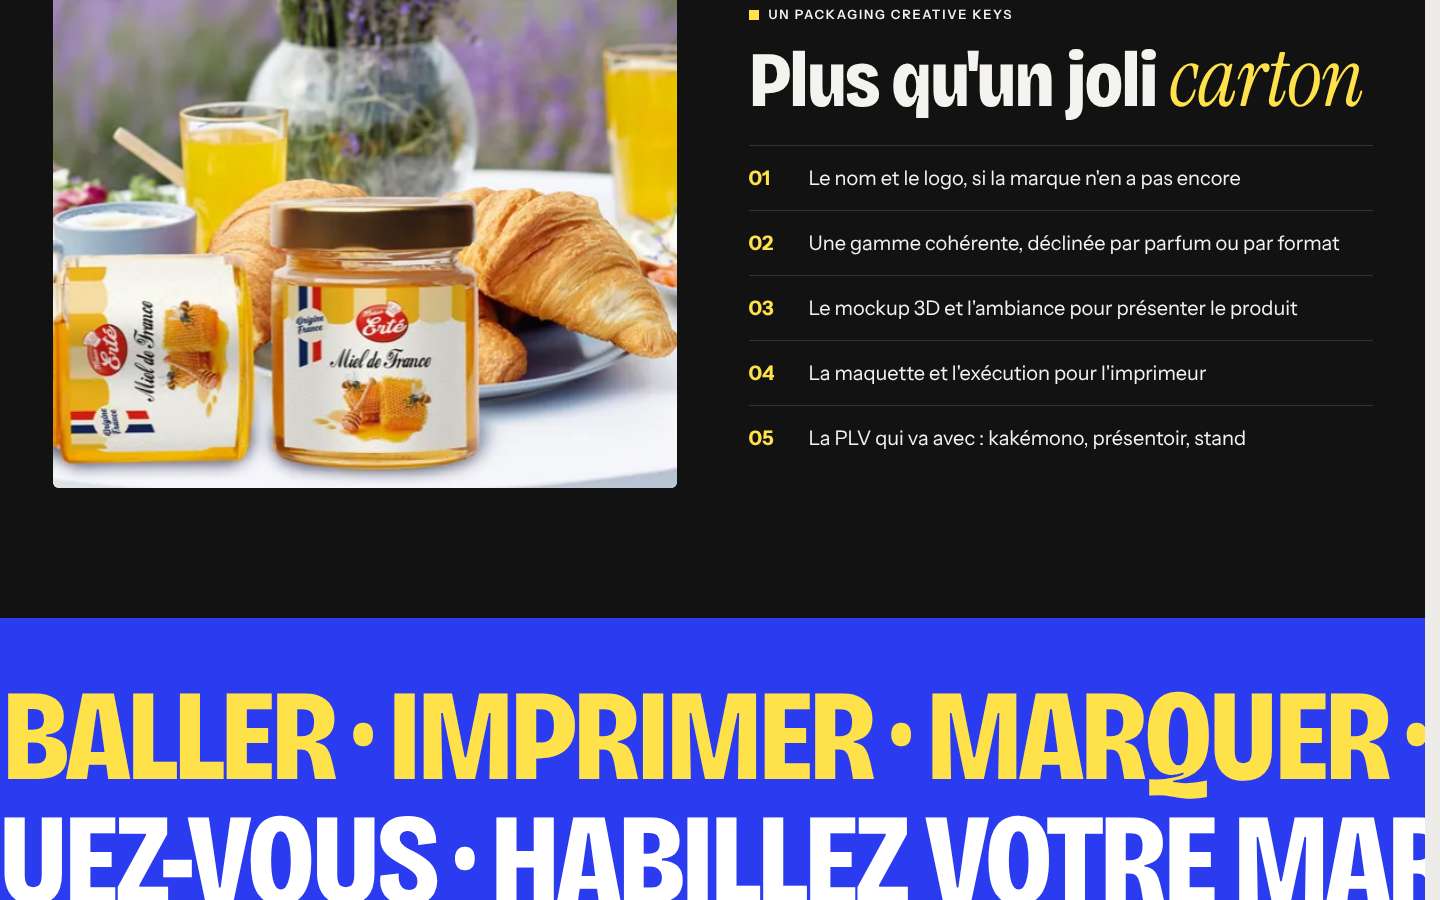 UN PACKAGING CREATIVE KEYS
Plus qu'un joli carton
01 Le nom et le logo, si la marque n'en a pas encore
02 Une gamme cohérente, déclinée par parfum ou par format
03 Le mockup 3D et l'ambiance pour présenter le produit
04 La maquette et l'exécution pour l'imprimeur
05 La PLV qui va avec : kakémono, présentoir, stand
Origine
France
Erté
Miel de France
Erté
Miel de France
Origine
France
BALLER · IMPRIMER · MARQUER ·
UEZ-VOUS · HABILLEZ VOTRE MAR